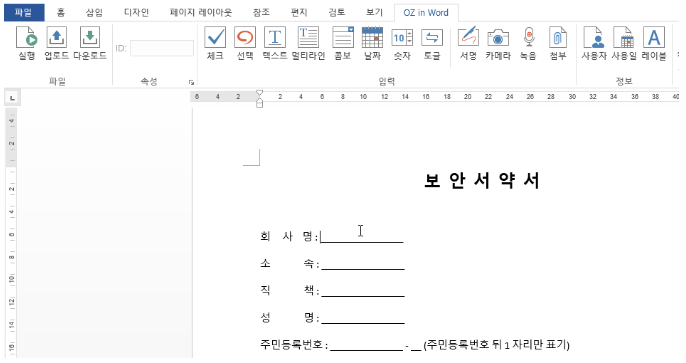 파일 홈 삽입 디자인 페이지 레이아웃 참조 편지 검토 보기 OZ in Word
ID:
실행 업로드 다운로드 체크 선택 텍스트 멀티라인 콤보 날짜 숫자 토글 서명 카메라 녹음 첨부 사용자 사용일 레이블
파일 속성 입력 정보
6 4 2 2 4 6 8 10 12 14 16 18 20 22 24 26 28 30 32 34 36 38 40
보 안 서 약 서
회 사 명 :
소 속 :
직 책 :
성 명 :
주민등록번호 : - __ (주민등록번호 뒤 1 자리만 표기)